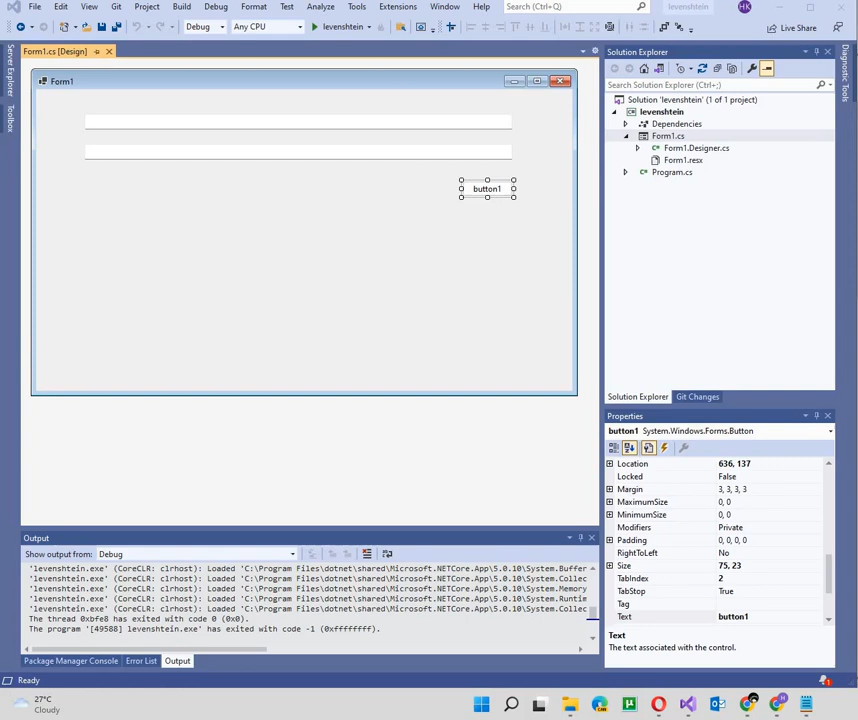 File Edit View Git Project Build Debug Format Test Analyze Tools Extensions Window Help Search (Ctrl+Q) levenshtein HK
Debug Any CPU levenshtein Live Share
Server Explorer
Toolbox
Form1.cs [Design]
Form1
button1
Solution Explorer
Search Solution Explorer (Ctrl+;)
Solution 'levenshtein' (1 of 1 project)
levenshtein
Dependencies
Form1.cs
Form1.Designer.cs
Form1.resx
Program.cs
Solution Explorer Git Changes
Diagnostic Tools
Properties
button1 System.Windows.Forms.Button
Location 636, 137
Locked False
Margin 3, 3, 3, 3
MaximumSize 0, 0
MinimumSize 0, 0
Modifiers Private
Padding 0, 0, 0, 0
RightToLeft No
Size 75, 23
TabIndex 2
TabStop True
Tag
Text button1
Text
The text associated with the control.
Output
Show output from: Debug
'levenshtein.exe' (CoreCLR: clrhost): Loaded 'C:\Program Files\dotnet\shared\Microsoft.NETCore.App\5.0.10\System.Buffer
'levenshtein.exe' (CoreCLR: clrhost): Loaded 'C:\Program Files\dotnet\shared\Microsoft.NETCore.App\5.0.10\System.Collec
'levenshtein.exe' (CoreCLR: clrhost): Loaded 'C:\Program Files\dotnet\shared\Microsoft.NETCore.App\5.0.10\System.Memory
'levenshtein.exe' (CoreCLR: clrhost): Loaded 'C:\Program Files\dotnet\shared\Microsoft.NETCore.App\5.0.10\System.Runtim
'levenshtein.exe' (CoreCLR: clrhost): Loaded 'C:\Program Files\dotnet\shared\Microsoft.NETCore.App\5.0.10\System.Collec
The thread 0xbfe8 has exited with code 0 (0x0).
The program '[49588] levenshtein.exe' has exited with code -1 (0xffffffff).
Package Manager Console Error List Output
Ready
27°C
Cloudy